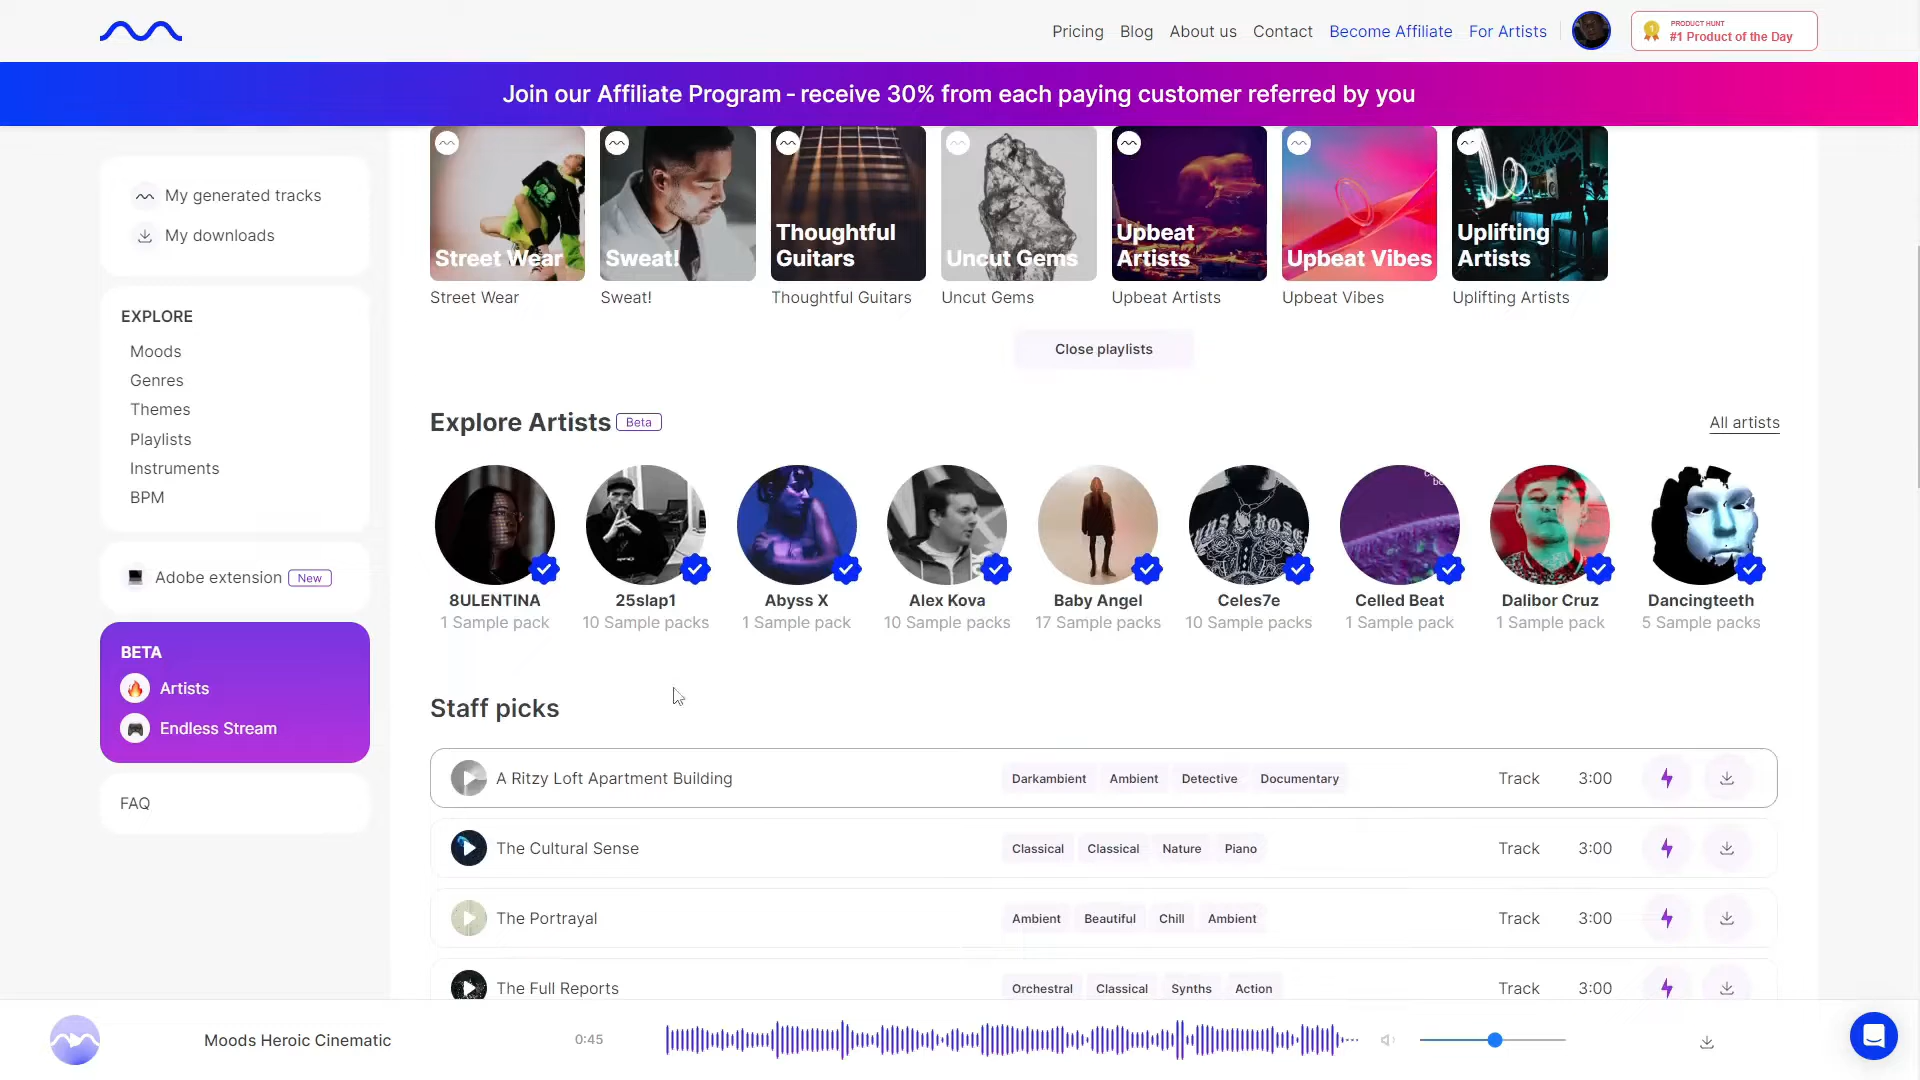 Pricing Blog About us Contact Become Affiliate For Artists
PRODUCT HUNT
#1 Product of the Day
Join our Affiliate Program - receive 30% from each paying customer referred by you
My generated tracks
My downloads
EXPLORE
Moods
Genres
Themes
Playlists
Instruments
BPM
Adobe extension New
BETA
Artists
Endless Stream
FAQ
Street Wear
Sweat!
Thoughtful
Guitars
Uncut Gems
Upbeat
Artists
Upbeat Vibes
Uplifting
Artists
Street Wear Sweat! Thoughtful Guitars Uncut Gems Upbeat Artists Upbeat Vibes Uplifting Artists
Close playlists
Explore Artists Beta
All artists
8ULENTINA 25slap1 Abyss X Alex Kova Baby Angel Celes7e Celled Beat Dalibor Cruz Dancingteeth
1 Sample pack 10 Sample packs 1 Sample pack 10 Sample packs 17 Sample packs 10 Sample packs 1 Sample pack 1 Sample pack 5 Sample packs
Staff picks
A Ritzy Loft Apartment Building Darkambient Ambient Detective Documentary Track 3:00
The Cultural Sense Classical Classical Nature Piano Track 3:00
The Portrayal Ambient Beautiful Chill Ambient Track 3:00
The Full Reports Orchestral Classical Synths Action Track 3:00
Moods Heroic Cinematic 0:45